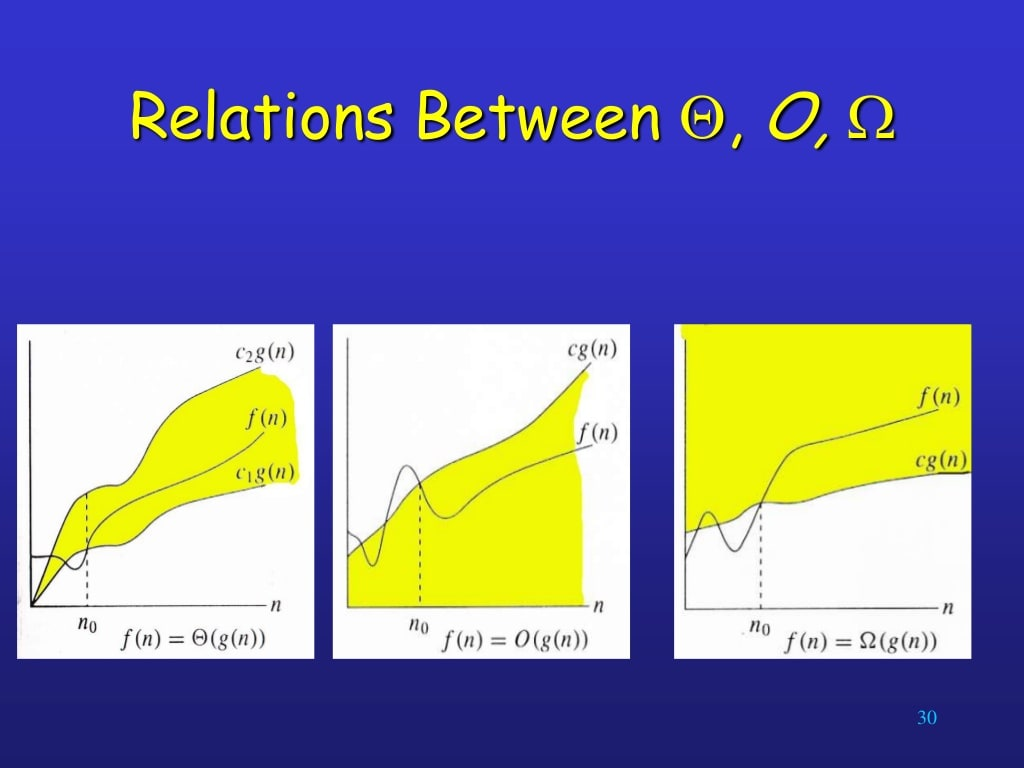 Relations Between Θ, O, Ω
c₂g(n)
f(n)
c₁g(n)
n
n₀
f(n) = Θ(g(n))
cg(n)
f(n)
n
n₀
f(n) = O(g(n))
f(n)
cg(n)
n
n₀
f(n) = Ω(g(n))
30